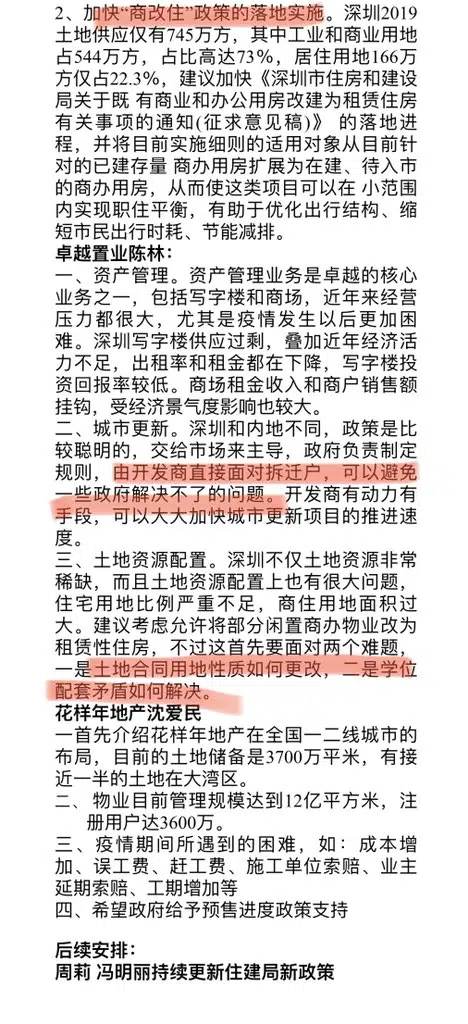 2、加快“商改住”政策的落地实施。深圳2019
土地供应仅有745万方，其中工业和商业用地
占544万方，占比高达73%，居住用地166万
方仅占22.3%，建议加快《深圳市住房和建设
局关于既 有商业和办公用房改建为租赁住房
有关事项的通知(征求意见稿)》 的落地进
程，并将目前实施细则的适用对象从目前针
对的已建存量 商办用房扩展为在建、待入市
的商办用房，从而使这类项目可以在 小范围
内实现职住平衡，有助于优化出行结构、缩
短市民出行时耗、节能减排。
卓越置业陈林：
一、资产管理。资产管理业务是卓越的核心
业务之一，包括写字楼和商场，近年来经营
压力都很大，尤其是疫情发生以后更加困
难。深圳写字楼供应过剩，叠加近年经济活
力不足，出租率和租金都在下降，写字楼投
资回报率较低。商场租金收入和商户销售额
挂钩，受经济景气度影响也较大。
二、城市更新。深圳和内地不同，政策是比
较聪明的，交给市场来主导，政府负责制定
规则，由开发商直接面对拆迁户，可以避免
一些政府解决不了的问题。开发商有动力有
手段，可以大大加快城市更新项目的推进速
度。
三、土地资源配置。深圳不仅土地资源非常
稀缺，而且土地资源配置上也有很大问题，
住宅用地比例严重不足，商住用地面积过
大。建议考虑允许将部分闲置商办物业改为
租赁性住房，不过这首先要面对两个难题，
一是土地合同用地性质如何更改，二是学位
配套矛盾如何解决。
花样年地产沈爱民
一首先介绍花样年地产在全国一二线城市的
布局，目前的土地储备是3700万平米，有接
近一半的土地在大湾区。
二、 物业目前管理规模达到12亿平方米，注
册用户达3600万。
三、疫情期间所遇到的困难，如：成本增
加、误工费、赶工费、施工单位索赔、业主
延期索赔、工期增加等
四、希望政府给予预售进度政策支持
后续安排：
周莉 冯明丽持续更新住建局新政策